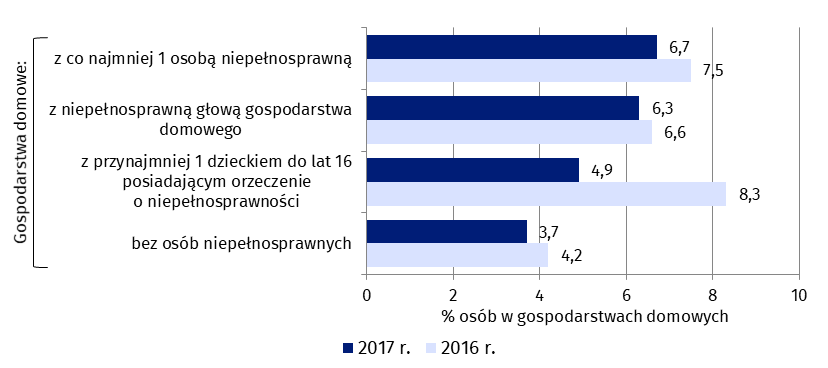 Gospodarstwa domowe:
z co najmniej 1 osobą niepełnosprawną
6,7
7,5
z niepełnosprawną głową gospodarstwa
domowego
6,3
6,6
z przynajmniej 1 dzieckiem do lat 16
posiadającym orzeczenie
o niepełnosprawności
4,9
8,3
bez osób niepełnosprawnych
3,7
4,2
0 2 4 6 8 10
% osób w gospodarstwach domowych
2017 r. 2016 r.